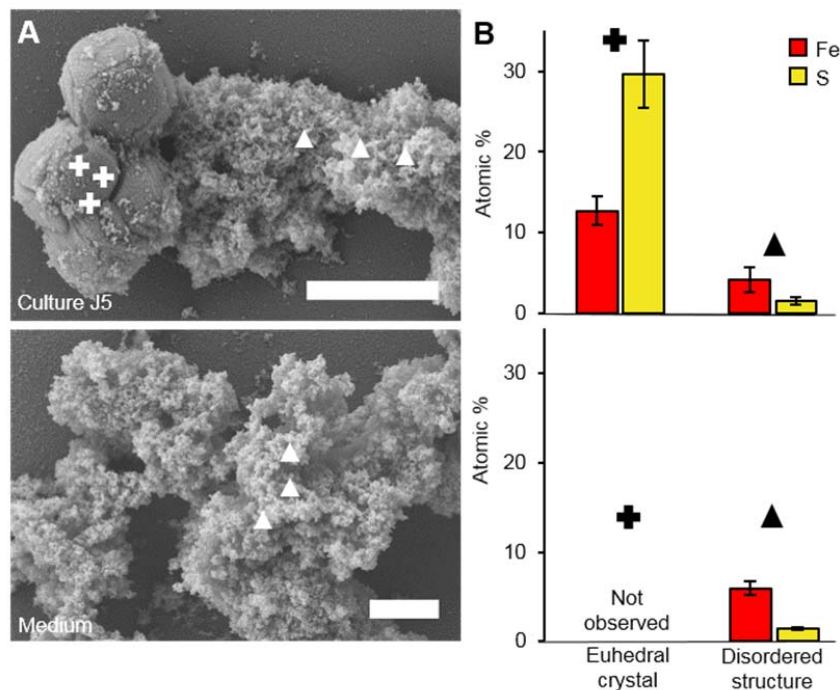 A
Culture J5
Medium
B
Fe
S
Atomic %
30
20
10
0
Atomic %
30
20
10
0
Not
observed
Euhedral
crystal
Disordered
structure